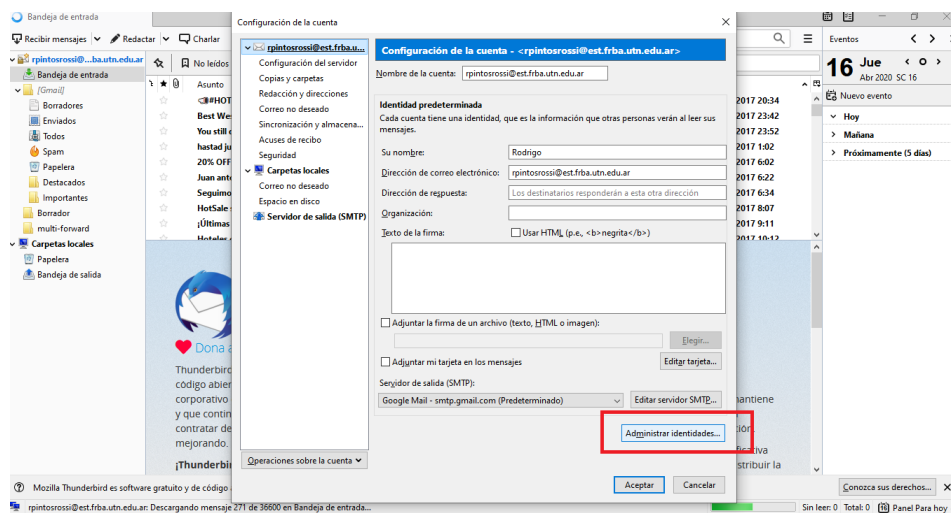 Bandeja de entrada
Recibir mensajes
Redactar
Charlar
rpintosrossi@...ba.utn.edu.ar
Bandeja de entrada
[Gmail]
Borradores
Enviados
Todos
Spam
Papelera
Destacados
Importantes
Borrador
multi-forward
Carpetas locales
Papelera
Bandeja de salida
No leídos
Asunto
#HOT
Best We
You still
hastad ju
20% OFF
Juan ant
Seguimo
HotSale
¡Últimas
Hoteles
Dona a
Thunderbird
código abier
corporativo
y que contin
contratar de
mejorando.
¡Thunderbi
Configuración de la cuenta
rpintosrossi@est.frba.u...
Configuración del servidor
Copias y carpetas
Redacción y direcciones
Correo no deseado
Sincronización y almacena...
Acuses de recibo
Seguridad
Carpetas locales
Correo no deseado
Espacio en disco
Servidor de salida (SMTP)
Operaciones sobre la cuenta
Configuración de la cuenta - <rpintosrossi@est.frba.utn.edu.ar>
Nombre de la cuenta: rpintosrossi@est.frba.utn.edu.ar
Identidad predeterminada
Cada cuenta tiene una identidad, que es la información que otras personas verán al leer sus
mensajes.
Su nombre: Rodrigo
Dirección de correo electrónico: rpintosrossi@est.frba.utn.edu.ar
Dirección de respuesta: Los destinatarios responderán a esta otra dirección
Organización:
Texto de la firma: Usar HTML (p.e., <b>negrita</b>)
Adjuntar la firma de un archivo (texto, HTML o imagen):
Elegir...
Adjuntar mi tarjeta en los mensajes Editar tarjeta...
Servidor de salida (SMTP):
Google Mail - smtp.gmail.com (Predeterminado) Editar servidor SMTP...
Administrar identidades...
Aceptar Cancelar
2017 20:34
2017 23:42
2017 23:52
2017 1:02
2017 6:02
2017 6:22
2017 6:34
2017 8:07
2017 9:11
2017 10:12
antiene
ión.
ficativa
stribuir la
Eventos
16 Jue
Abr 2020 SC 16
Nuevo evento
Hoy
Mañana
Próximamente (5 días)
Mozilla Thunderbird es software gratuito y de código
Conozca sus derechos...
rpintosrossi@est.frba.utn.edu.ar: Descargando mensaje 271 de 36600 en Bandeja de entrada...
Sin leer: 0 Total: 0 Panel Para hoy